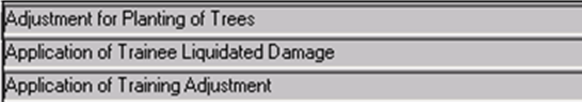 Adjustment for Planting of Trees
Application of Trainee Liquidated Damage
Application of Training Adjustment